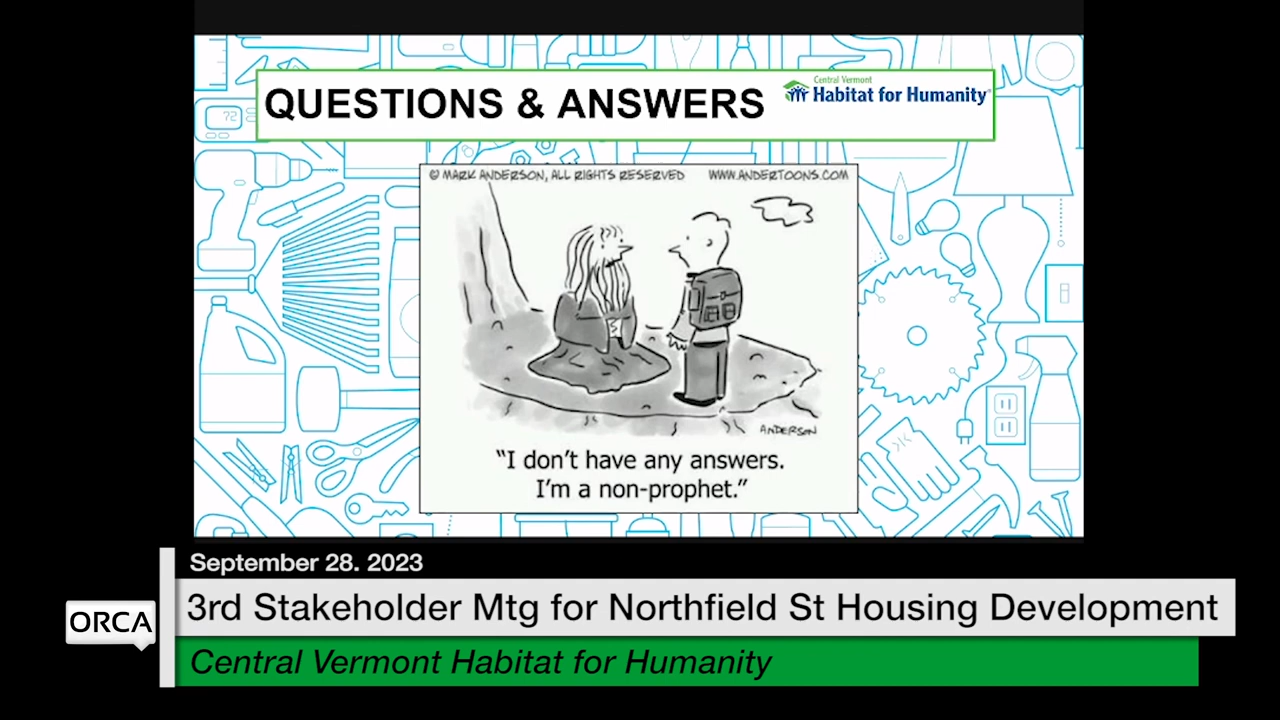 QUESTIONS & ANSWERS
Central Vermont
Habitat for Humanity®
72
© MARK ANDERSON, ALL RIGHTS RESERVED WWW.ANDERTOONS.COM
ANDERSON
“I don’t have any answers.
I’m a non-prophet.”
September 28. 2023
ORCA
3rd Stakeholder Mtg for Northfield St Housing Development
Central Vermont Habitat for Humanity